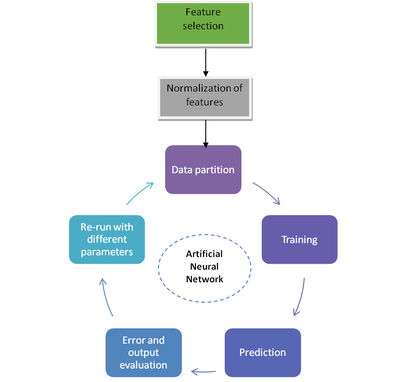 Feature
selection
Normalization of
features
Data partition
Re-run with
different
parameters
Training
Artificial
Neural
Network
Error and
output
evaluation
Prediction